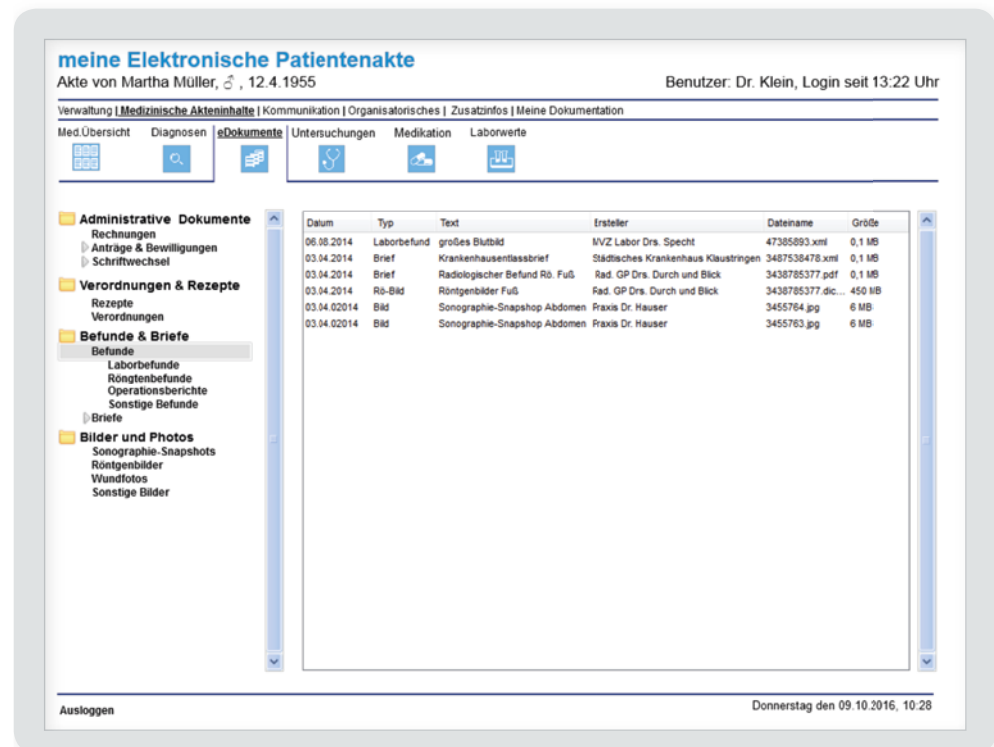 meine Elektronische Patientenakte
Akte von Martha Müller, ♂ , 12.4.1955 Benutzer: Dr. Klein, Login seit 13:22 Uhr
Verwaltung | Medizinische Akteninhalte | Kommunikation | Organisatorisches | Zusatzinfos | Meine Dokumentation
Med.Übersicht Diagnosen eDokumente Untersuchungen Medikation Laborwerte
Administrative Dokumente
Rechnungen
Anträge & Bewilligungen
Schriftwechsel
Verordnungen & Rezepte
Rezepte
Verordnungen
Befunde & Briefe
Befunde
Laborbefunde
Röngtenbefunde
Operationsberichte
Sonstige Befunde
Briefe
Bilder und Photos
Sonographie-Snapshots
Röntgenbilder
Wundfotos
Sonstige Bilder
Datum Typ Text Ersteller Dateiname Größe
06.08.2014 Laborbefund großes Blutbild MVZ Labor Drs. Specht 47385893.xml 0,1 MB
03.04.2014 Brief Krankenhausentlassbrief Städtisches Krankenhaus Klaustringen 3487538478.xml 0,1 MB
03.04.2014 Brief Radiologischer Befund Rö. Fuß Rad. GP Drs. Durch und Blick 3438785377.pdf 0,1 MB
03.04.2014 Rö-Bild Röntgenbilder Fuß Rad. GP Drs. Durch und Blick 3438785377.dic... 450 MB
03.04.02014 Bild Sonographie-Snapshop Abdomen Praxis Dr. Hauser 3455764.jpg 6 MB
03.04.02014 Bild Sonographie-Snapshop Abdomen Praxis Dr. Hauser 3455763.jpg 6 MB
Ausloggen Donnerstag den 09.10.2016, 10:28